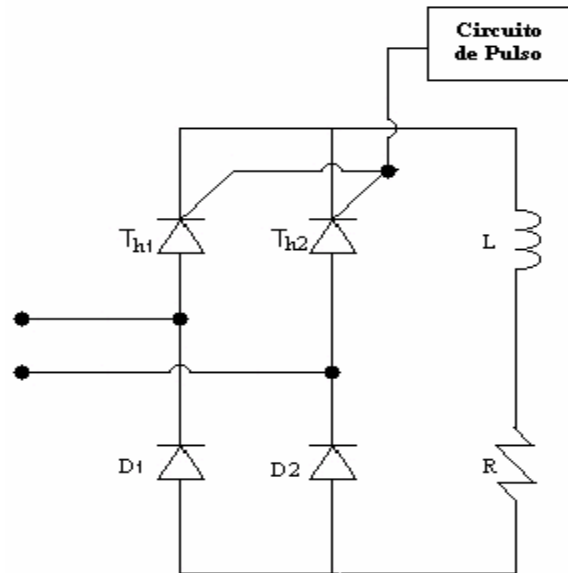 Circuito
de Pulso
Th1
Th2
L
D1
D2
R